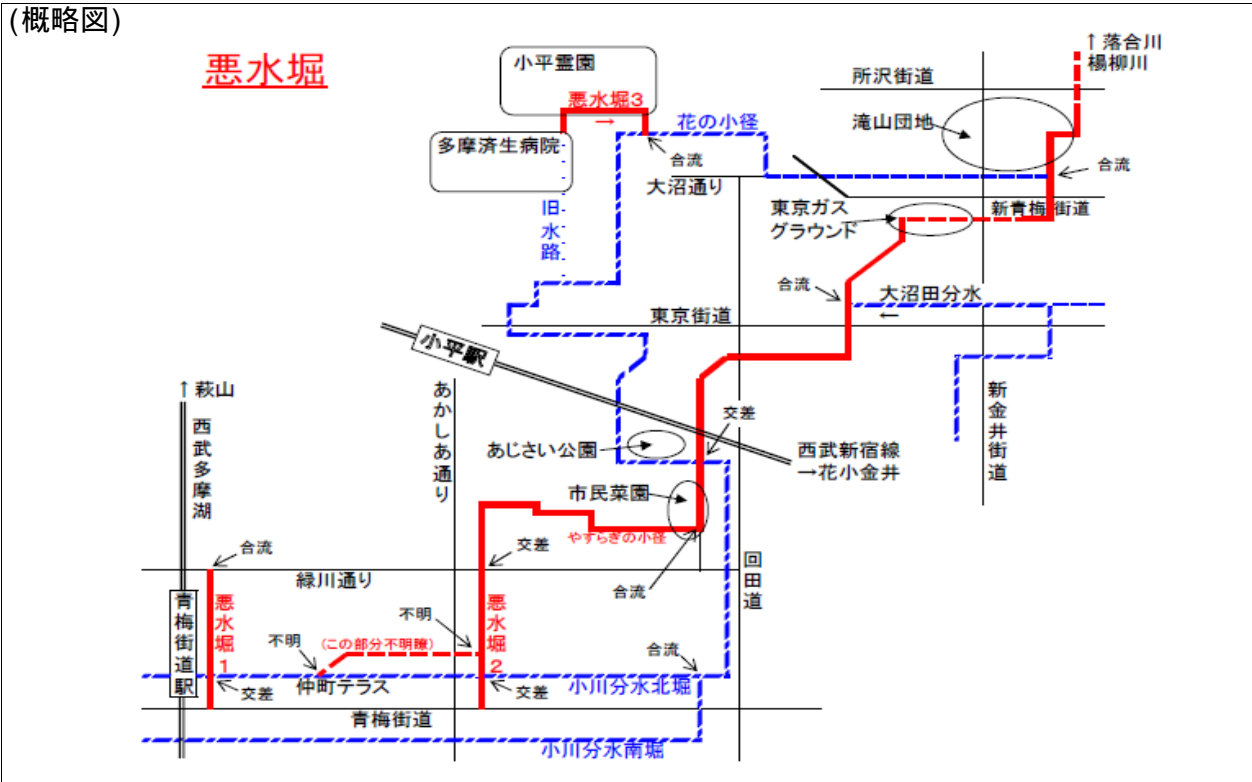 (概略図)
悪水堀
小平霊園
悪水堀3
→
多摩済生病院
花の小径
合流
大沼通り
旧水路
所沢街道
↑落合川
楊柳川
滝山団地
合流
東京ガス
グラウンド
新青梅街道
合流
大沼田分水
←
東京街道
小平駅
↑萩山
西武多摩湖
あかしあ通り
あじさい公園
交差
西武新宿線
→花小金井
新金井街道
市民菜園
やすらぎの小径
合流
緑川通り
交差
合流
回田道
青梅街道駅
悪水堀1
不明
(この部分不明瞭)
不明
悪水堀2
合流
交差
仲町テラス
交差
小川分水北堀
青梅街道
小川分水南堀